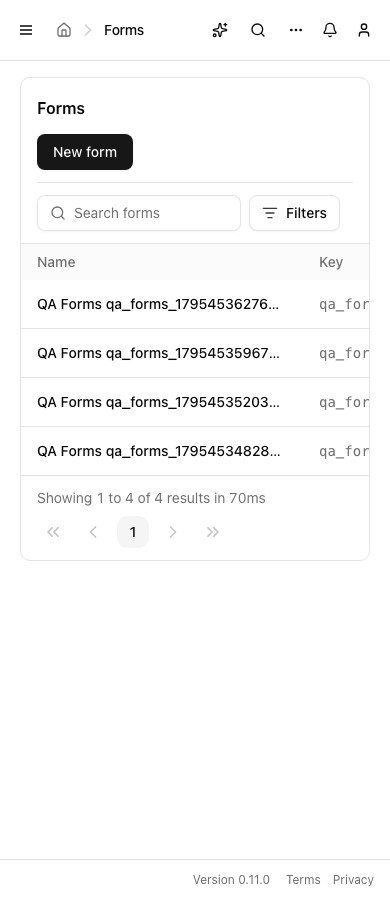 Forms
Forms
New form
Search forms
Filters
Name Key
QA Forms qa_forms_17954536276... qa_for
QA Forms qa_forms_17954535967... qa_for
QA Forms qa_forms_17954535203... qa_for
QA Forms qa_forms_17954534828... qa_for
Showing 1 to 4 of 4 results in 70ms
1
Version 0.11.0 Terms Privacy